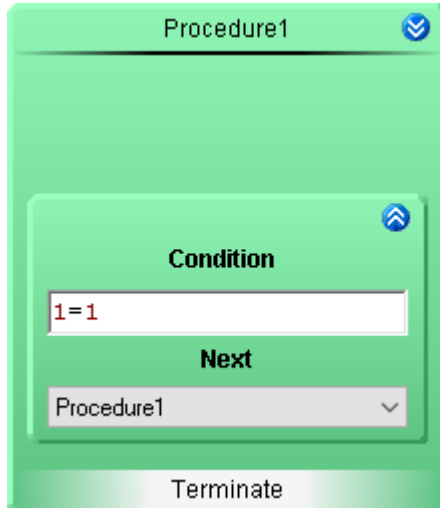 Procedure1
Condition
1=1
Next
Procedure1
Terminate